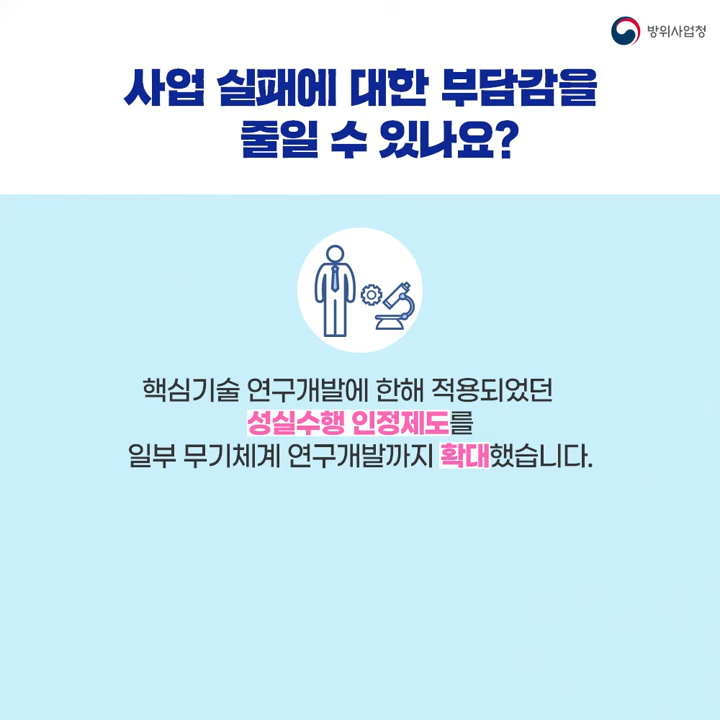 방위사업청
사업 실패에 대한 부담감을
줄일 수 있나요?
핵심기술 연구개발에 한해 적용되었던
성실수행 인정제도를
일부 무기체계 연구개발까지 확대했습니다.